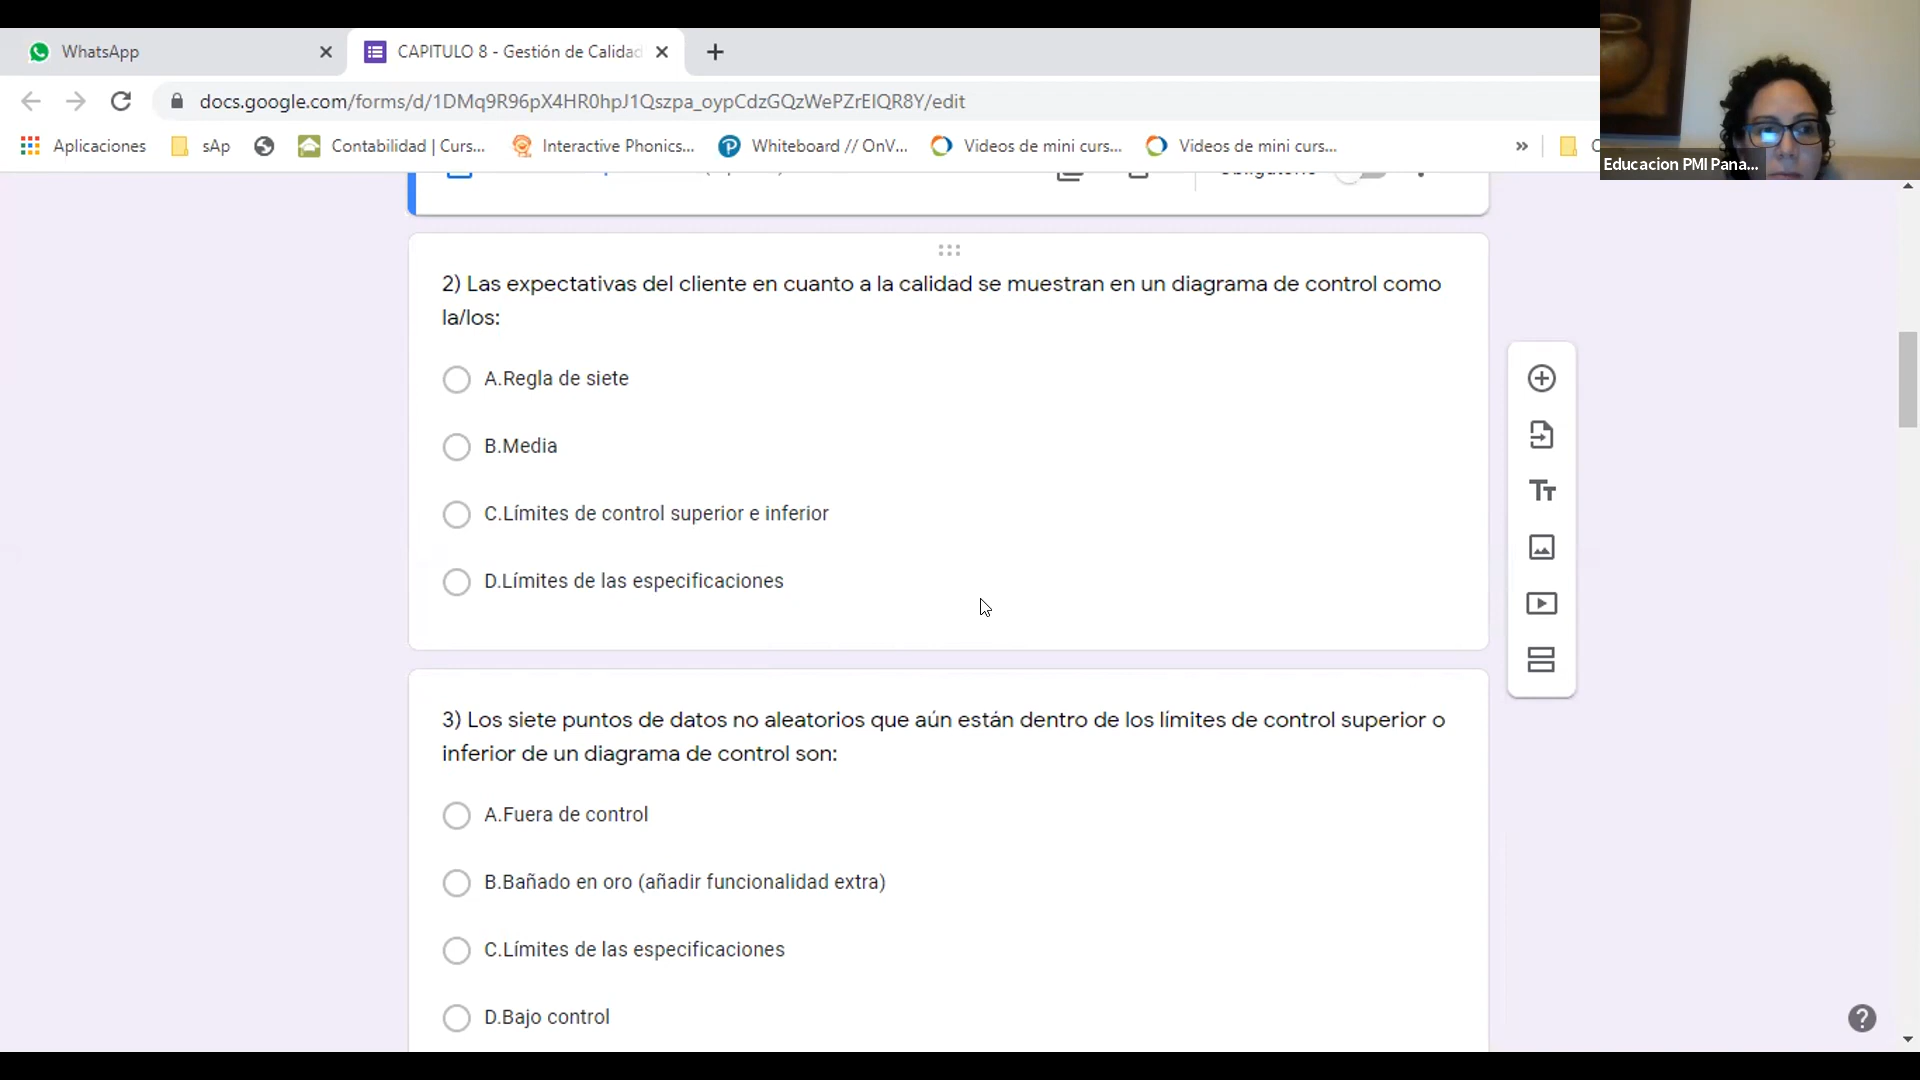 WhatsApp
CAPITULO 8 - Gestión de Calidad
docs.google.com/forms/d/1DMq9R96pX4HR0hpJ1Qszpa_oypCdzGQzWePZrEIQR8Y/edit
Aplicaciones
sAp
Contabilidad | Curs...
Interactive Phonics...
Whiteboard // OnV...
Videos de mini curs...
Videos de mini curs...
»
Educacion PMI Pana...
Obligatorio
2) Las expectativas del cliente en cuanto a la calidad se muestran en un diagrama de control como
la/los:
A.Regla de siete
B.Media
C.Límites de control superior e inferior
D.Límites de las especificaciones
3) Los siete puntos de datos no aleatorios que aún están dentro de los límites de control superior o
inferior de un diagrama de control son:
A.Fuera de control
B.Bañado en oro (añadir funcionalidad extra)
C.Límites de las especificaciones
D.Bajo control